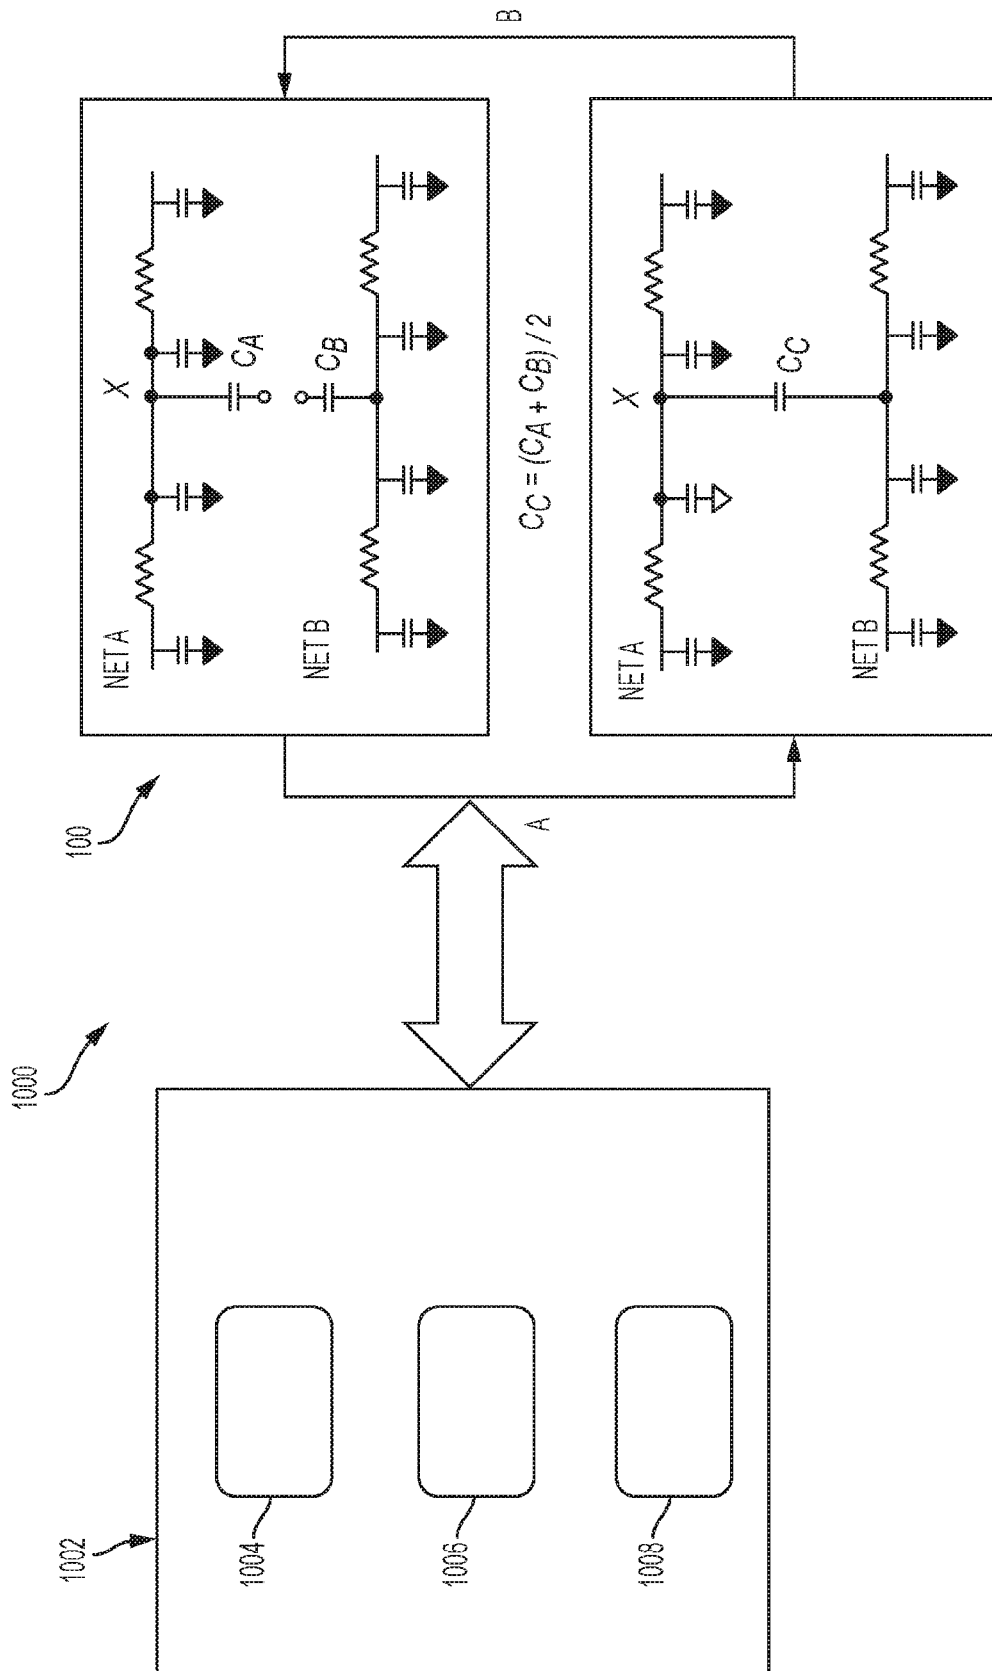 1000
1002
1004
1006
1008
100
A
B
NET A
X
CA
CB
NET B
CC = (CA + CB) / 2
NET A
X
CC
NET B